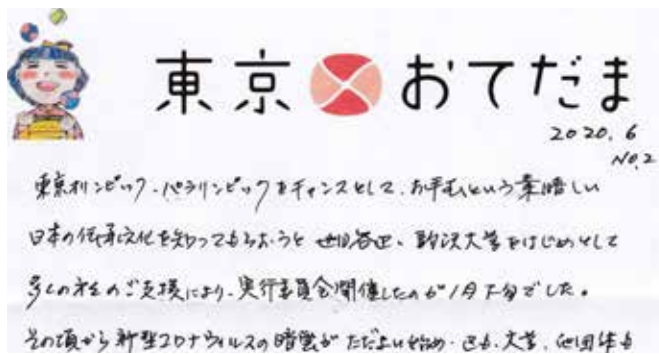 東京おてだま
2020.6
No.2
東京オリンピック・パラリンピックをチャンスとして、お手玉という素晴しい
日本の伝承文化を知ってもらおうと 世田谷区、駒沢大学をはじめとして
多くの方々のご支援により、実行委員会開催したのが1月下旬でした。
その頃から新型コロナウィルスの暗雲がただよい始め、区も、大学、他団体も